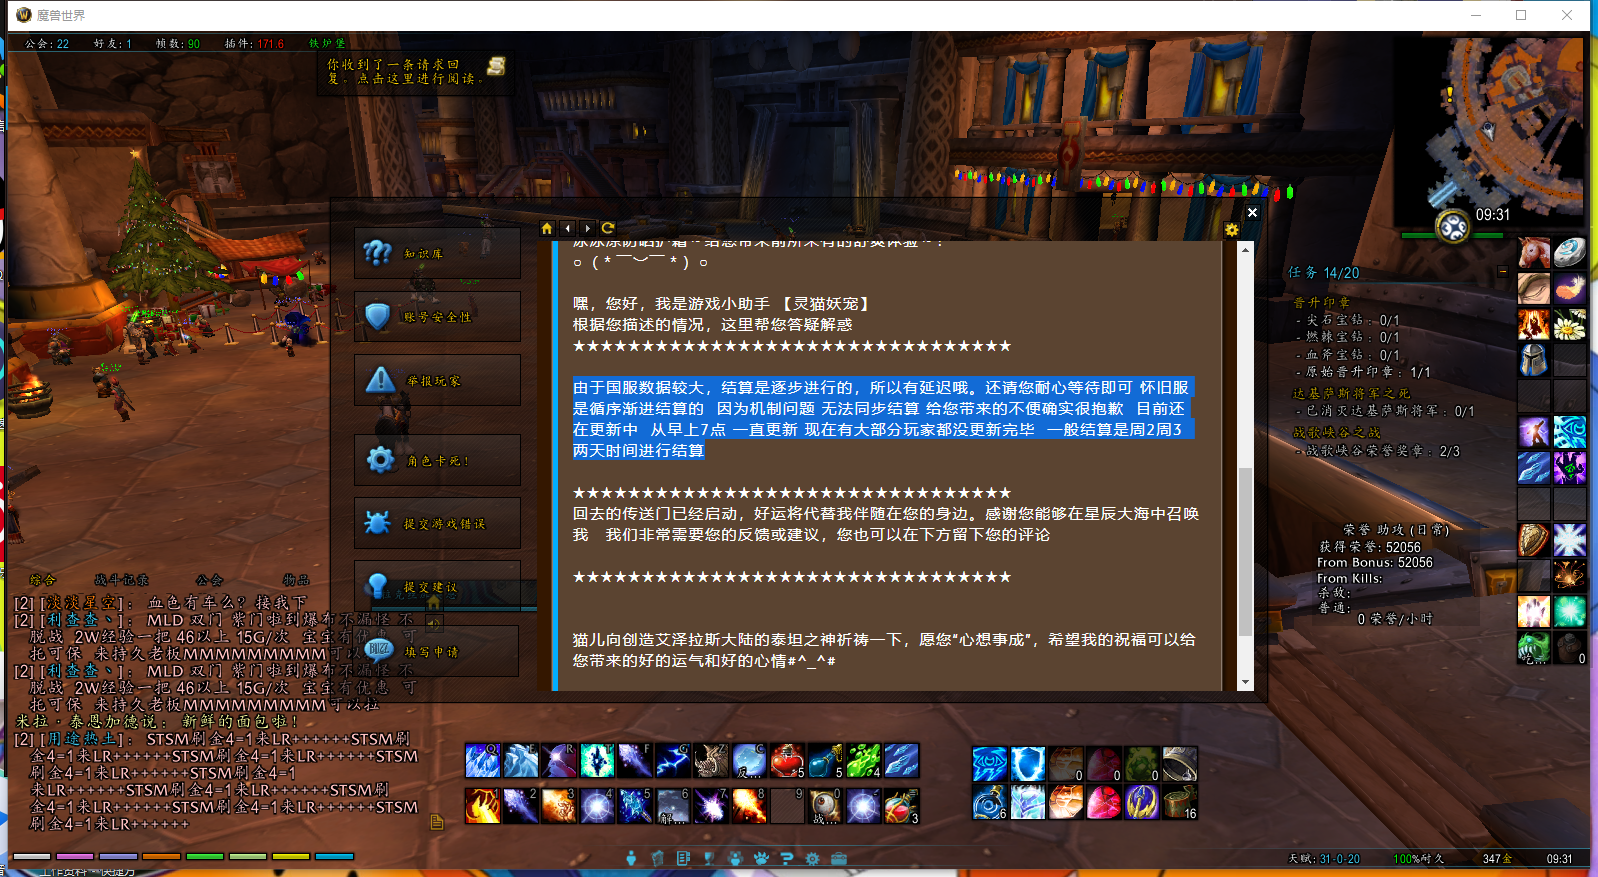 魔兽世界
公会: 22 好友: 1 帧数: 90 插件: 171.6 铁炉堡
你收到了一条请求回
复。点击这里进行阅读。
09:31
知识库
账号安全性
举报玩家
角色卡死!
提交游戏错误
提交建议
填写申请
冰冰凉防晒护霜~给您带来前所未有的舒爽体验~!
○ (*￣︶￣*) ○
嘿，您好，我是游戏小助手 【灵猫妖宠】
根据您描述的情况，这里帮您答疑解惑
★★★★★★★★★★★★★★★★★★★★★★★★★★★★★★★★
由于国服数据较大，结算是逐步进行的，所以有延迟哦。还请您耐心等待即可 怀旧服
是循序渐进结算的 因为机制问题 无法同步结算 给您带来的不便确实很抱歉 目前还
在更新中 从早上7点 一直更新 现在有大部分玩家都没更新完毕 一般结算是周2周3
两天时间进行结算
★★★★★★★★★★★★★★★★★★★★★★★★★★★★★★★★
回去的传送门已经启动，好运将代替我伴随在您的身边。感谢您能够在星辰大海中召唤
我 我们非常需要您的反馈或建议，您也可以在下方留下您的评论
★★★★★★★★★★★★★★★★★★★★★★★★★★★★★★★★
猫儿向创造艾泽拉斯大陆的泰坦之神祈祷一下，愿您“心想事成”，希望我的祝福可以给
您带来的好的运气和好的心情#^_^#
任务 14/20
晋升印章
- 尖石宝钻: 0/1
- 燃棘宝钻: 0/1
- 血斧宝钻: 0/1
- 原始晋升印章: 1/1
达基萨斯将军之死
- 已消灭达基萨斯将军: 0/1
战歌峡谷之战
- 战歌峡谷荣誉奖章: 2/3
荣誉 助攻 (日常)
获得荣誉: 52056
From Bonus: 52056
From Kills:
杀敌:
普通:
0 荣誉/小时
综合 战斗记录 公会 物品
[2] [淡淡星空]: 血色有车么? 接我下
[2] [利查查丶]: MLD 双门 紫门啦到瀑布不漏怪 不
脱战 2W经验一把 46以上 15G/次 宝宝有优惠 可
托可保 来持久老板MMMMMMMMMM可以
[2] [利查查丶]: MLD 双门 紫门啦到瀑布不漏怪 不
脱战 2W经验一把 46以上 15G/次 宝宝有优惠 可
托可保 来持久老板MMMMMMMMMM可以拉
米拉·泰恩加德说: 新鲜的面包啦!
[2] [用途热土]: STSM刷金4=1来LR++++++STSM刷
金4=1来LR++++++STSM刷金4=1来LR++++++STSM
刷金4=1来LR++++++STSM刷金4=1
来LR++++++STSM刷金4=1来LR++++++STSM刷
金4=1来LR++++++STSM刷金4=1来LR++++++STSM
刷金4=1来LR++++++
天赋: 31-0-20 100%耐久 347金 09:31